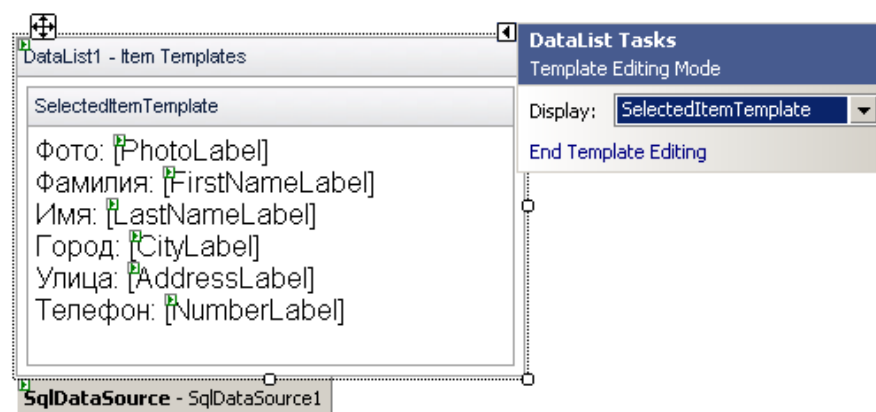 DataList1 - Item Templates
SelectedItemTemplate
Фото: [PhotoLabel]
Фамилия: [FirstNameLabel]
Имя: [LastNameLabel]
Город: [CityLabel]
Улица: [AddressLabel]
Телефон: [NumberLabel]
SqlDataSource - SqlDataSource1
DataList Tasks
Template Editing Mode
Display: SelectedItemTemplate
End Template Editing